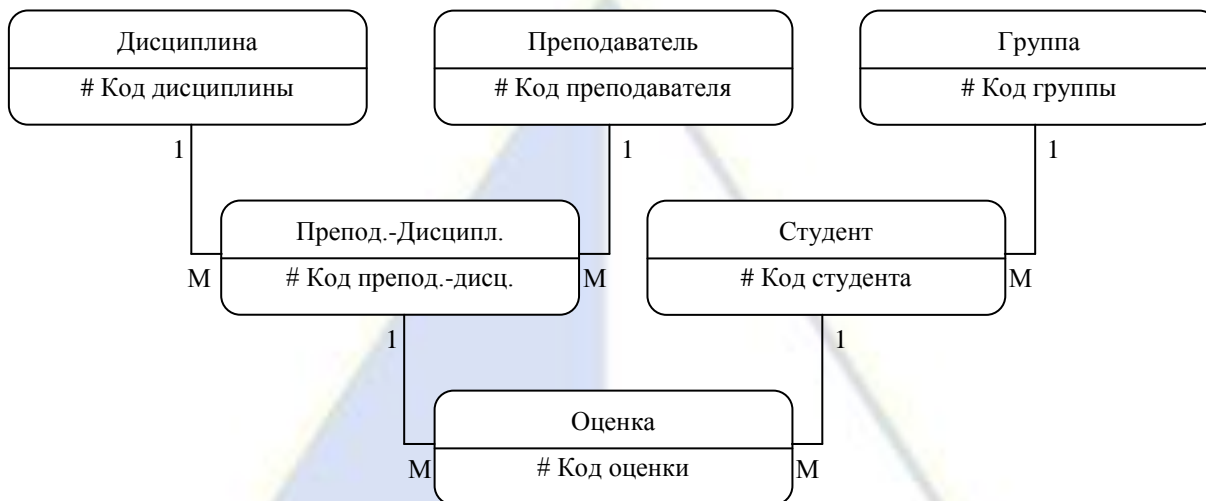 Дисциплина
# Код дисциплины
Преподаватель
# Код преподавателя
Группа
# Код группы
1
1
1
Препод.-Дисципл.
# Код препод.-дисц.
Студент
# Код студента
М
М
М
1
1
Оценка
# Код оценки
М
М